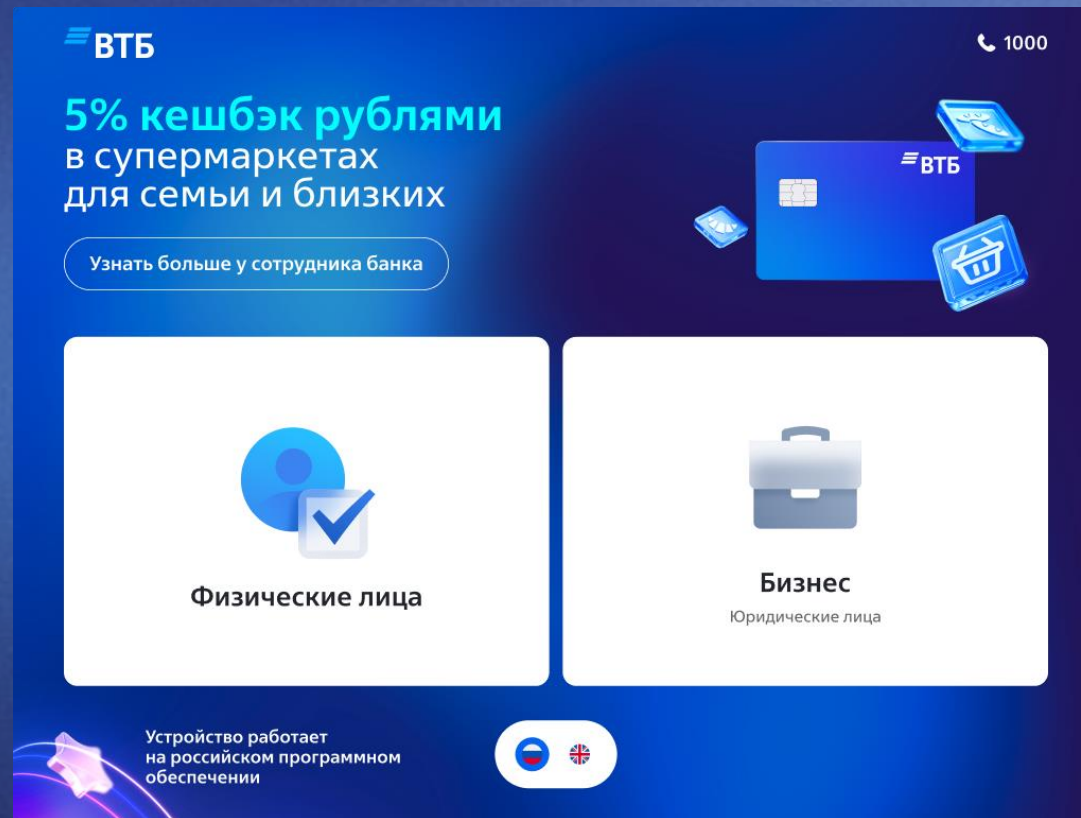 ВТБ
1000
5% кешбэк рублями
в супермаркетах
для семьи и близких
ВТБ
Узнать больше у сотрудника банка
Физические лица
Бизнес
Юридические лица
Устройство работает
на российском программном
обеспечении